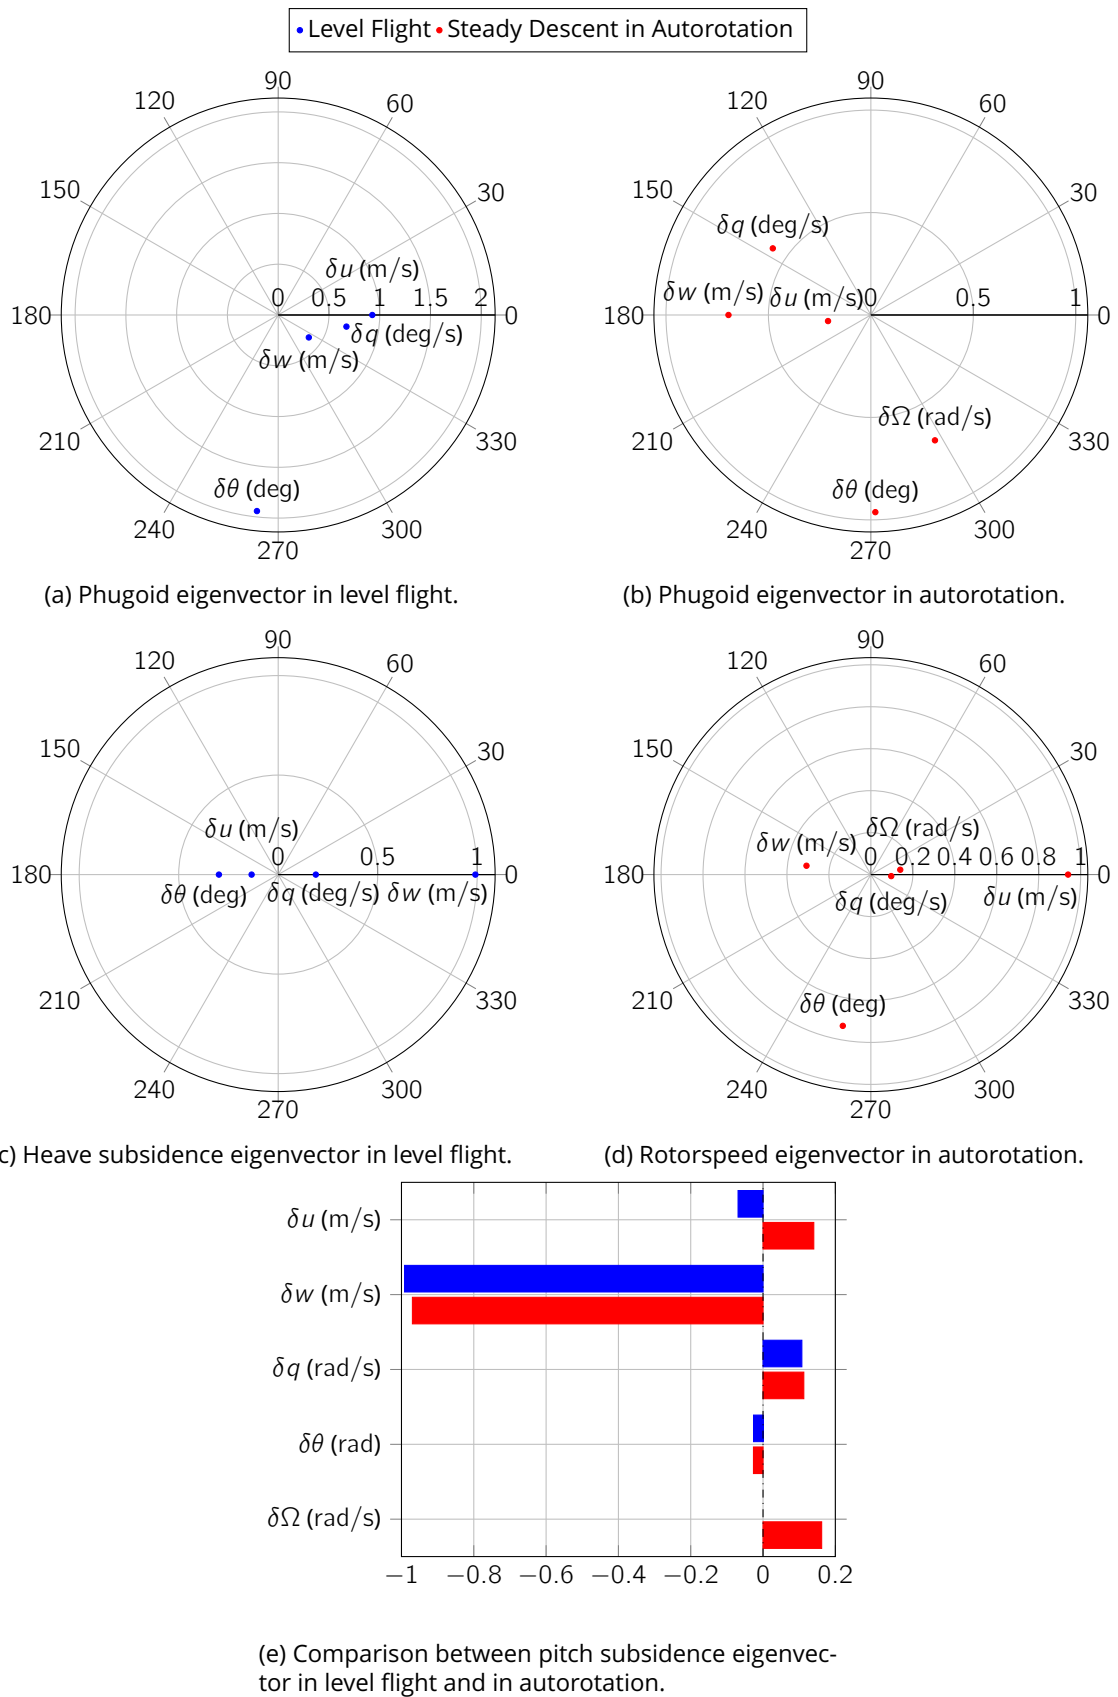 Level Flight Steady Descent in Autorotation
90
120 60
150 30
δu (m/s)
0 0.5 1 1.5 2
180 0
δq (deg/s)
δw (m/s)
210 330
δθ (deg)
240 300
270
(a) Phugoid eigenvector in level flight.
90
120 60
150 30
δq (deg/s)
δw (m/s) δu (m/s) 0 0.5 1
180 0
δΩ (rad/s)
210 330
δθ (deg)
240 300
270
(b) Phugoid eigenvector in autorotation.
90
120 60
150 30
δu (m/s)
0 0.5 1
180 0
δθ (deg) δq (deg/s) δw (m/s)
210 330
240 300
270
c) Heave subsidence eigenvector in level flight.
90
120 60
150 30
δΩ (rad/s)
δw (m/s)
0 0.2 0.4 0.6 0.8 1
180 0
δq (deg/s) δu (m/s)
210 330
δθ (deg)
240 300
270
(d) Rotorspeed eigenvector in autorotation.
δu (m/s)
δw (m/s)
δq (rad/s)
δθ (rad)
δΩ (rad/s)
−1 −0.8 −0.6 −0.4 −0.2 0 0.2
(e) Comparison between pitch subsidence eigenvec-
tor in level flight and in autorotation.